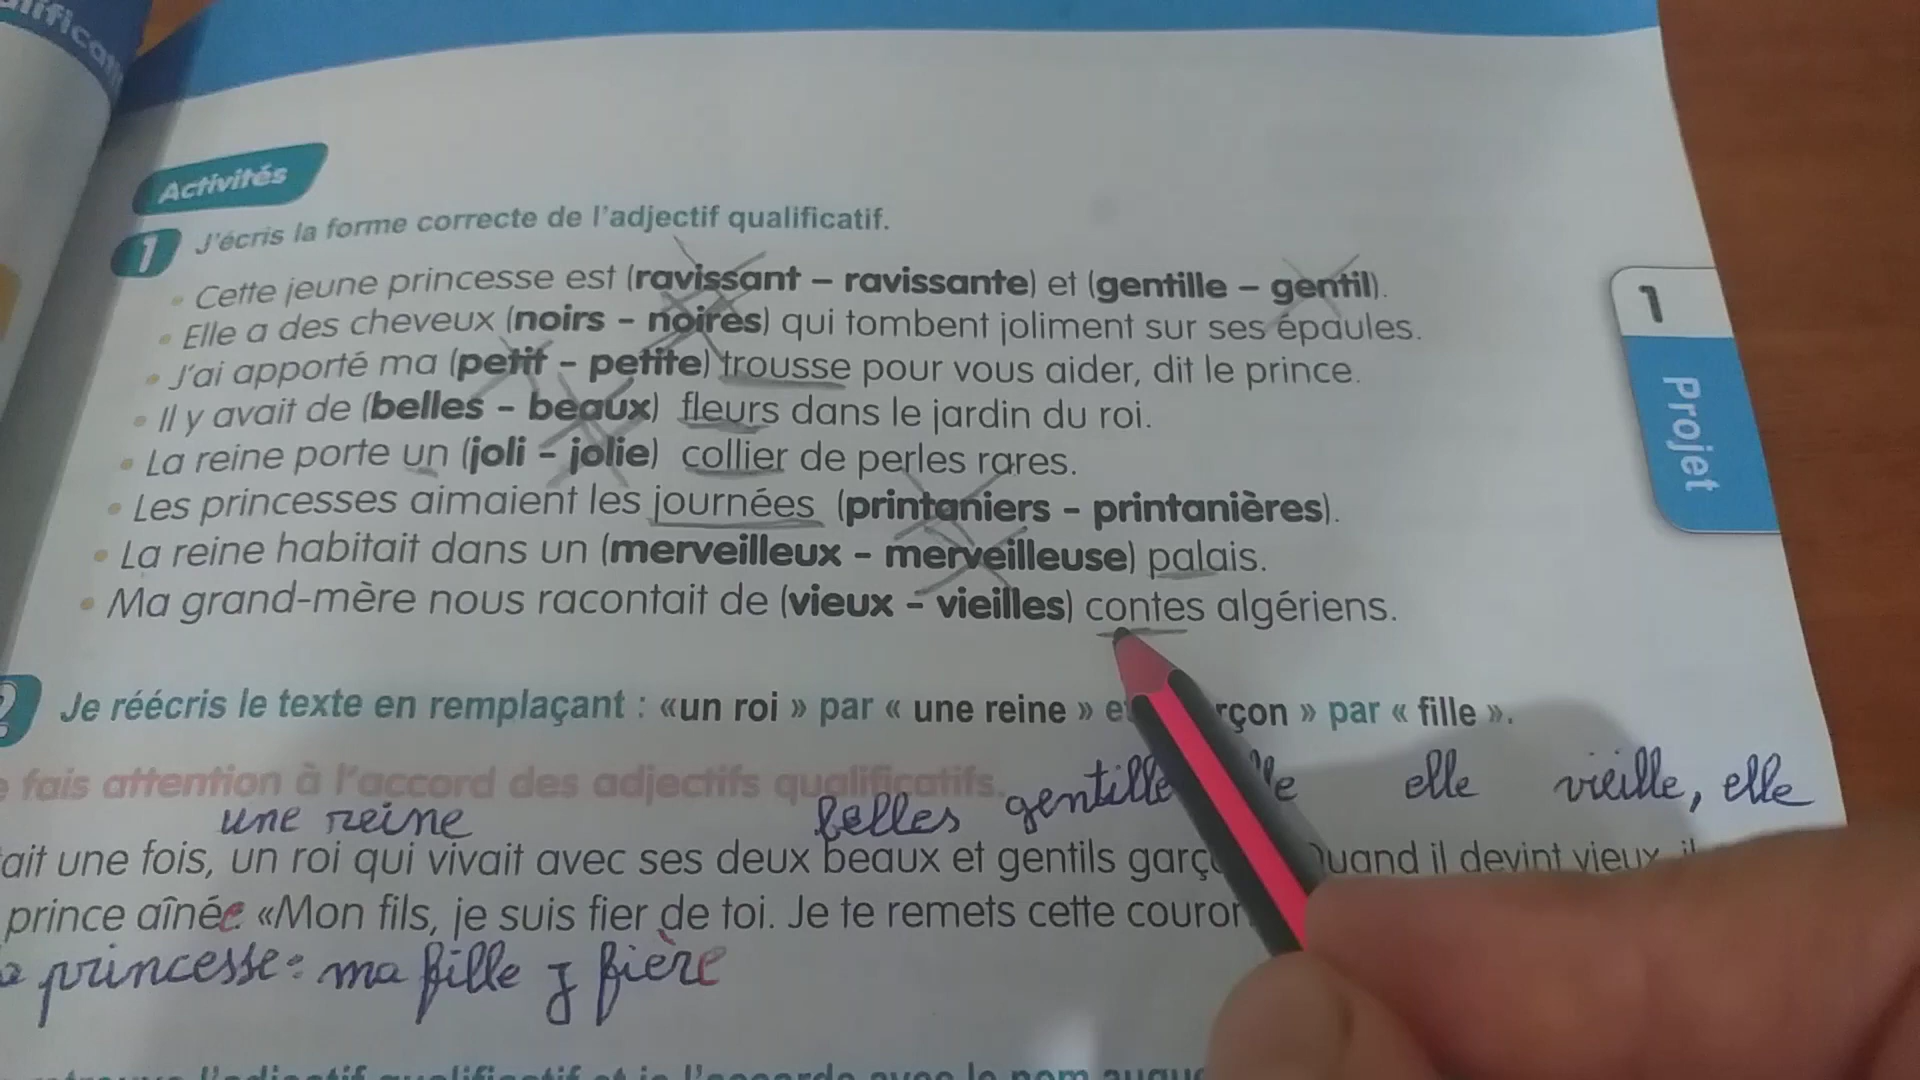 Activités
1 J'écris la forme correcte de l'adjectif qualificatif.
• Cette jeune princesse est (ravissant – ravissante) et (gentille – gentil).
• Elle a des cheveux (noirs – noires) qui tombent joliment sur ses épaules.
• J'ai apporté ma (petit – petite) trousse pour vous aider, dit le prince.
• Il y avait de (belles – beaux) fleurs dans le jardin du roi.
• La reine porte un (joli – jolie) collier de perles rares.
• Les princesses aimaient les journées (printaniers – printanières).
• La reine habitait dans un (merveilleux – merveilleuse) palais.
• Ma grand-mère nous racontait de (vieux – vieilles) contes algériens.
1
Projet
2 Je réécris le texte en remplaçant : «un roi » par « une reine » par « fille ».
fais attention à l'accord des adjectifs qualificatifs.
une reine belles elle vieille, elle
une fois, un roi qui vivait avec ses deux beaux et gentils il devint vieux
prince aînée «Mon fils, je suis fier de toi. Je te remets cette
princesse: ma fille fière